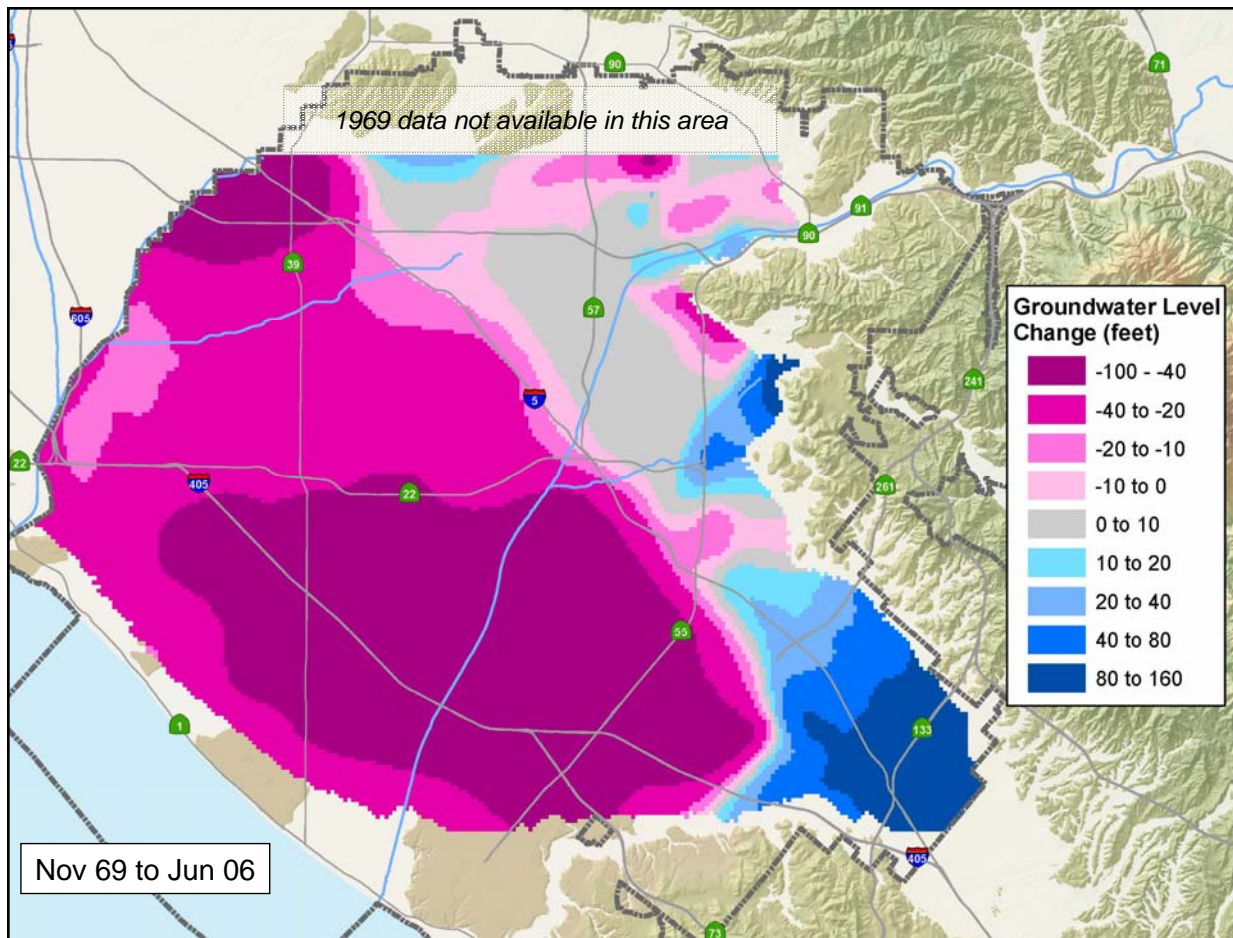 90
71
1969 data not available in this area
91
90
39
605
57
Groundwater Level
Change (feet)
-100 - -40
-40 to -20
-20 to -10
-10 to 0
0 to 10
10 to 20
20 to 40
40 to 80
80 to 160
241
5
22
405
22
261
55
1
133
Nov 69 to Jun 06
405
73